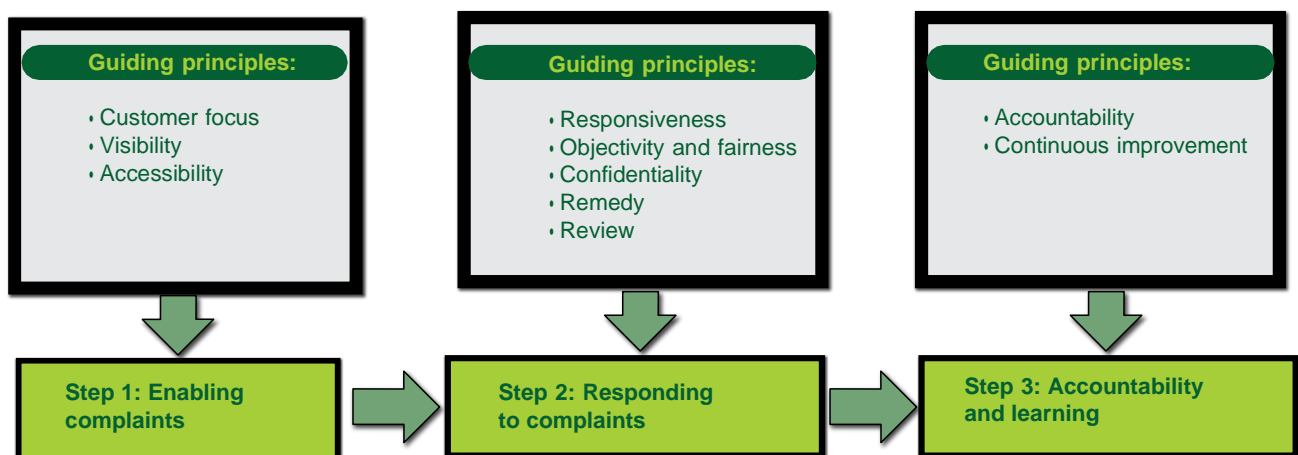 Guiding principles:
• Customer focus
• Visibility
• Accessibility
Guiding principles:
• Responsiveness
• Objectivity and fairness
• Confidentiality
• Remedy
• Review
Guiding principles:
• Accountability
• Continuous improvement
Step 1: Enabling
complaints
Step 2: Responding
to complaints
Step 3: Accountability
and learning